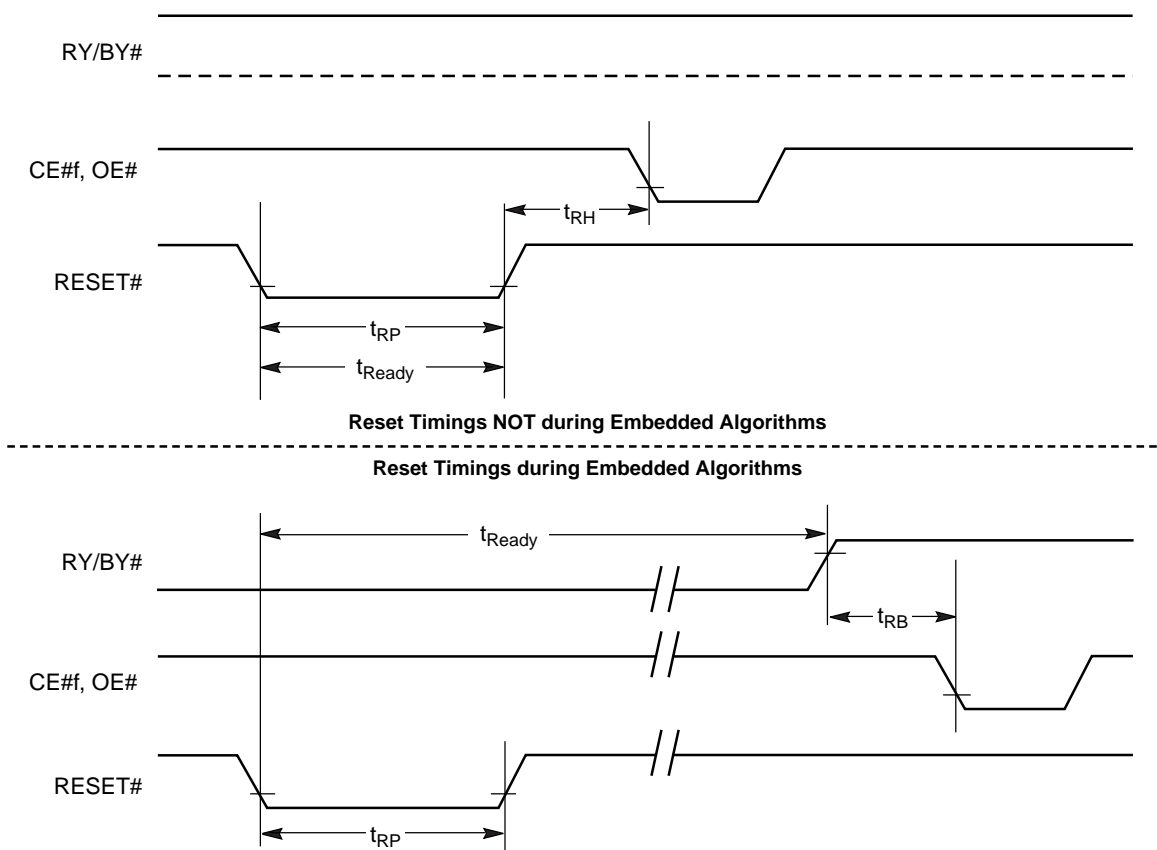 RY/BY#
CE#f, OE#
tRH
RESET#
tRP
tReady
Reset Timings NOT during Embedded Algorithms
Reset Timings during Embedded Algorithms
tReady
RY/BY#
tRB
CE#f, OE#
RESET#
tRP